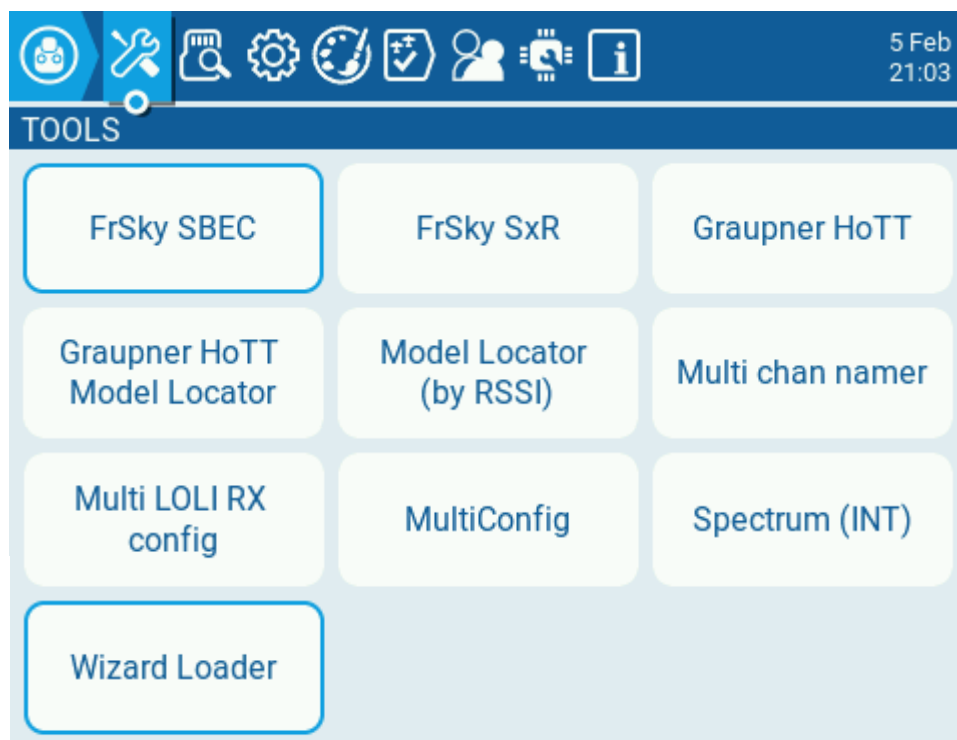 5 Feb
21:03
TOOLS
FrSky SBEC
FrSky SxR
Graupner HoTT
Graupner HoTT
Model Locator
Model Locator
(by RSSI)
Multi chan namer
Multi LOLI RX
config
MultiConfig
Spectrum (INT)
Wizard Loader